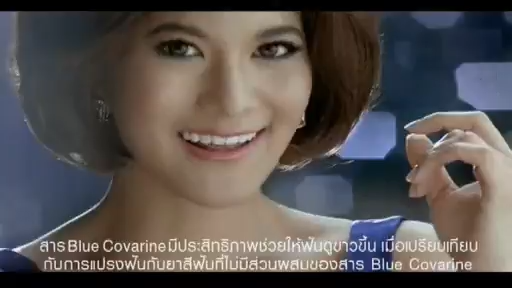 สาร Blue Covarine มีประสิทธิภาพช่วยให้ฟันดูขาวขึ้น เมื่อเปรียบเทียบ
กับการแปรงฟันกับยาสีฟันที่ไม่มีส่วนผสมของสาร Blue Covarine